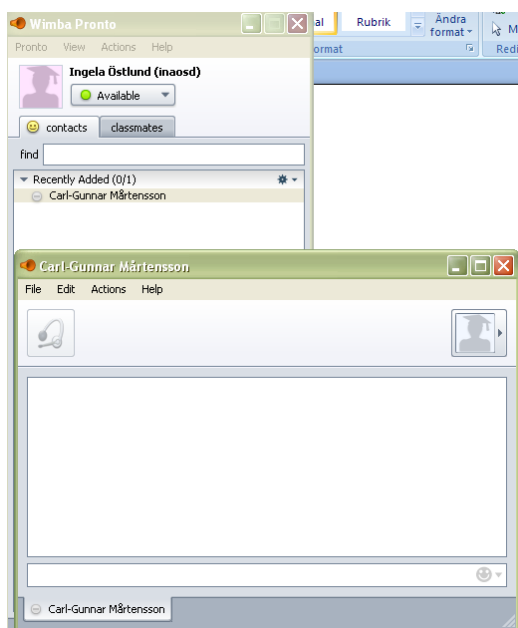 Wimba Pronto
Pronto View Actions Help
Ingela Östlund (inaosd)
Available
contacts classmates
find
Recently Added (0/1)
Carl-Gunnar Mårtensson
al Rubrik Ändra
format M
ormat Redi
Carl-Gunnar Mårtensson
File Edit Actions Help
Carl-Gunnar Mårtensson